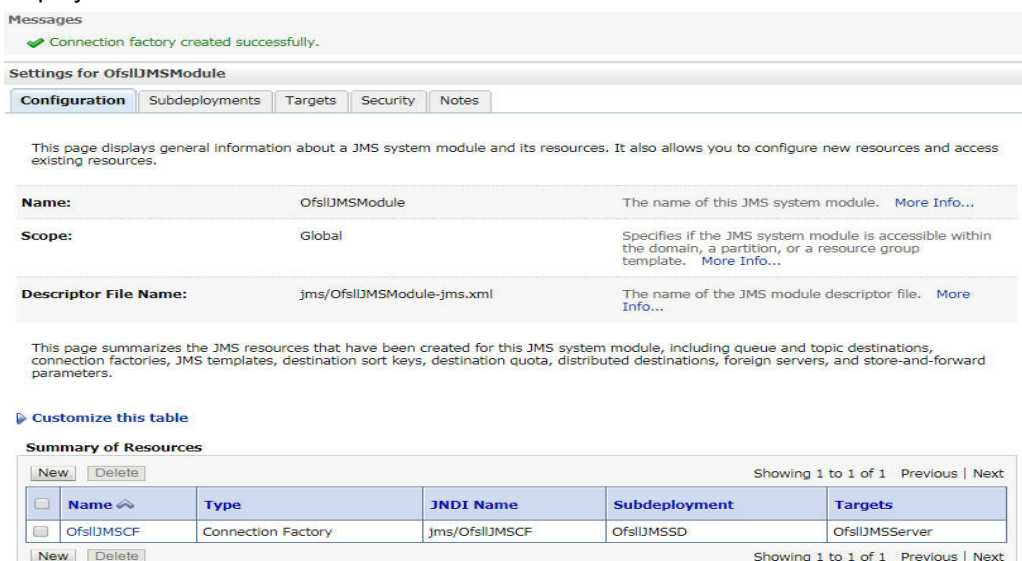 Messages
Connection factory created successfully.
Settings for OfsllJMSModule
Configuration Subdeployments Targets Security Notes
This page displays general information about a JMS system module and its resources. It also allows you to configure new resources and access
existing resources.
Name: OfsllJMSModule The name of this JMS system module. More Info...
Scope: Global Specifies if the JMS system module is accessible within
the domain, a partition, or a resource group
template. More Info...
Descriptor File Name: jms/OfsllJMSModule-jms.xml The name of the JMS module descriptor file. More
Info...
This page summarizes the JMS resources that have been created for this JMS system module, including queue and topic destinations,
connection factories, JMS templates, destination sort keys, destination quota, distributed destinations, foreign servers, and store-and-forward
parameters.
Customize this table
Summary of Resources
New Delete Showing 1 to 1 of 1 Previous | Next
Name Type JNDI Name Subdeployment Targets
OfsllJMSCF Connection Factory jms/OfsllJMSCF OfsllJMSSD OfsllJMSServer
New Delete Showing 1 to 1 of 1 Previous | Next